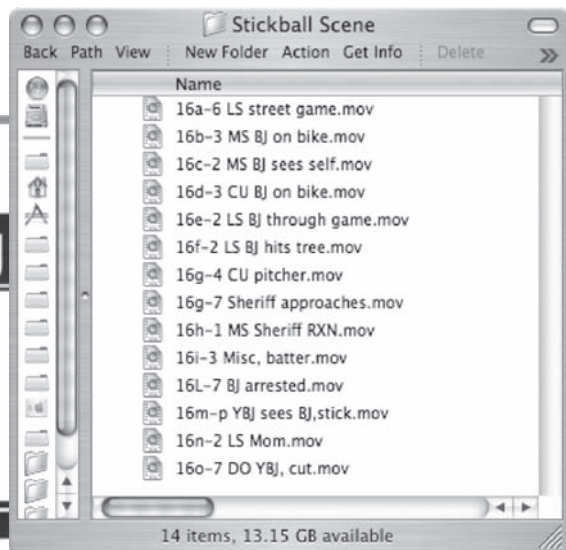 Stickball Scene
Back Path View New Folder Action Get Info Delete
Name
16a-6 LS street game.mov
16b-3 MS BJ on bike.mov
16c-2 MS BJ sees self.mov
16d-3 CU BJ on bike.mov
16e-2 LS BJ through game.mov
16f-2 LS BJ hits tree.mov
16g-4 CU pitcher.mov
16g-7 Sheriff approaches.mov
16h-1 MS Sheriff RXN.mov
16i-3 Misc, batter.mov
16L-7 BJ arrested.mov
16m-p YBJ sees BJ,stick.mov
16n-2 LS Mom.mov
16o-7 DO YBJ, cut.mov
14 items, 13.15 GB available